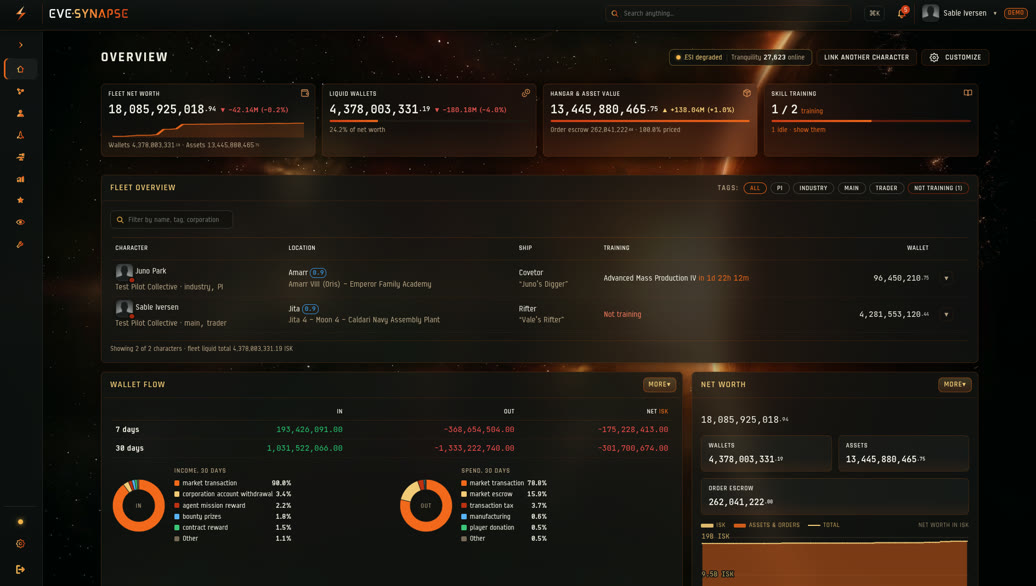 EVE-SYNAPSE
Search anything...
⌘K
5
Sable Iversen
DEMO
OVERVIEW
ESI degraded Tranquility 27,623 online
LINK ANOTHER CHARACTER
CUSTOMIZE
FLEET NET WORTH
18,085,925,018.94 ▼ −42.14M (−0.2%)
Wallets 4,378,003,331.19 · Assets 13,445,880,465.75
LIQUID WALLETS
4,378,003,331.19 ▼ −180.18M (−4.0%)
24.2% of net worth
HANGAR & ASSET VALUE
13,445,880,465.75 ▲ +138.04M (+1.0%)
Order escrow 262,041,222.00 · 100.0% priced
SKILL TRAINING
1 / 2 training
1 idle · show them
FLEET OVERVIEW
TAGS: ALL PI INDUSTRY MAIN TRADER NOT TRAINING (1)
Filter by name, tag, corporation
CHARACTER LOCATION SHIP TRAINING WALLET
Juno Park
Test Pilot Collective · industry, PI
Amarr 0.9
Amarr VIII (Oris) – Emperor Family Academy
Covetor
"Juno's Digger"
Advanced Mass Production IV in 1d 22h 12m
96,450,210.75
Sable Iversen
Test Pilot Collective · main, trader
Jita 0.9
Jita 4 – Moon 4 – Caldari Navy Assembly Plant
Rifter
"Vale's Rifter"
Not training
4,281,553,120.44
Showing 2 of 2 characters · fleet liquid total 4,378,003,331.19 ISK
WALLET FLOW
MORE▾
IN OUT NET ISK
7 days 193,426,091.00 −368,654,504.00 −175,228,413.00
30 days 1,031,522,066.00 −1,333,222,740.00 −301,700,674.00
INCOME, 30 DAYS
IN
market transaction 90.0%
corporation account withdrawal 3.4%
agent mission reward 2.2%
bounty prizes 1.8%
contract reward 1.5%
Other 1.1%
SPEND, 30 DAYS
OUT
market transaction 78.8%
market escrow 15.9%
transaction tax 3.7%
manufacturing 0.6%
player donation 0.5%
Other 0.5%
NET WORTH
MORE▾
18,085,925,018.94
WALLETS
4,378,003,331.19
ASSETS
13,445,880,465.75
ORDER ESCROW
262,041,222.00
ISK ASSETS & ORDERS TOTAL NET WORTH IN ISK
19B ISK
9.5B ISK